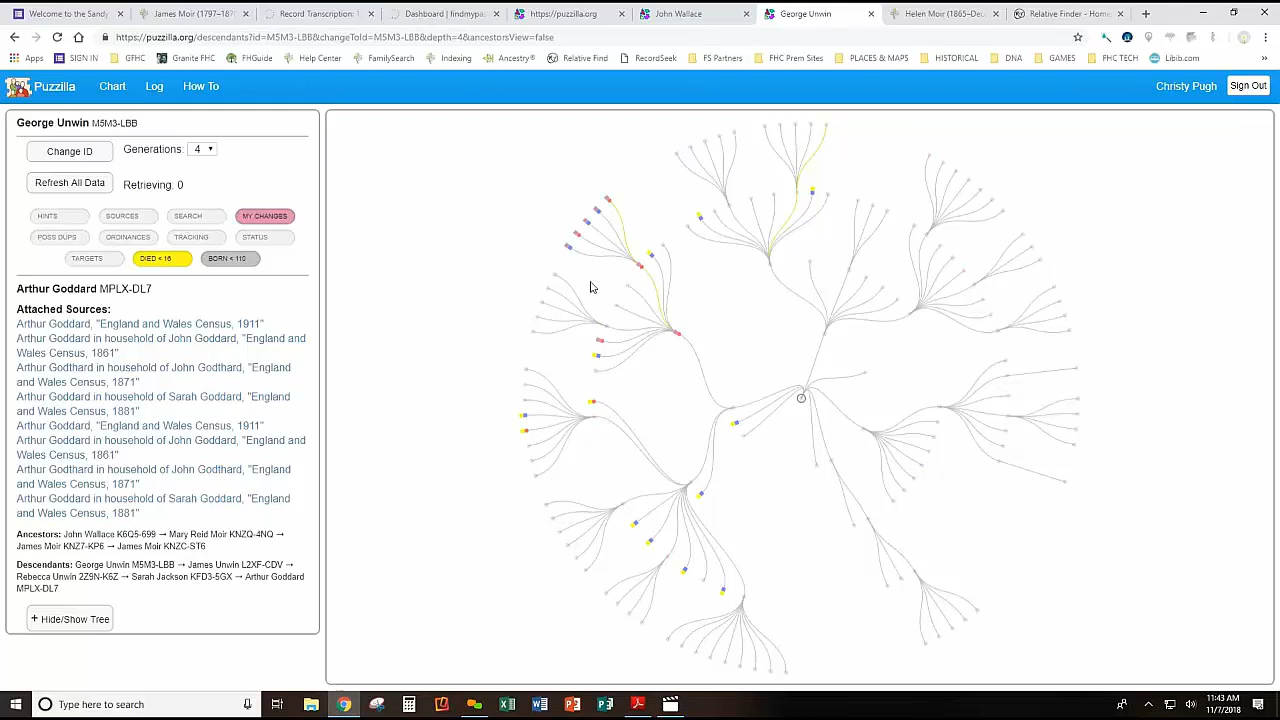 Welcome to the Sandy
James Moir (1797–187
Record Transcription:
Dashboard | findmypas
https://puzzilla.org
John Wallace
George Unwin
Helen Moir (1865–Dec
Relative Finder - Home
https://puzzilla.org/descendants?id=M5M3-LBB&changeToId=M5M3-LBB&depth=4&ancestorsView=false
Apps
SIGN IN
GFHC
Granite FHC
FHGuide
Help Center
FamilySearch
Indexing
Ancestry®
Relative Find
RecordSeek
FS Partners
FHC Prem Sites
PLACES & MAPS
HISTORICAL
DNA
GAMES
FHC TECH
Libib.com
Puzzilla
Chart
Log
How To
Christy Pugh
Sign Out
George Unwin M5M3-LBB
Change ID
Generations: 4
Refresh All Data
Retrieving: 0
HINTS
SOURCES
SEARCH
MY CHANGES
POSS DUPS
ORDINANCES
TRACKING
STATUS
TARGETS
DIED < 16
BORN < 110
Arthur Goddard MPLX-DL7
Attached Sources:
Arthur Goddard, "England and Wales Census, 1911"
Arthur Goddard in household of John Goddard, "England and
Wales Census, 1861"
Arthur Godthard in household of John Godthard, "England
and Wales Census, 1871"
Arthur Goddard in household of Sarah Goddard, "England
and Wales Census, 1881"
Arthur Goddard, "England and Wales Census, 1911"
Arthur Goddard in household of John Goddard, "England and
Wales Census, 1861"
Arthur Godthard in household of John Godthard, "England
and Wales Census, 1871"
Arthur Goddard in household of Sarah Goddard, "England
and Wales Census, 1881"
Ancestors: John Wallace K6Q5-699 → Mary Reid Moir KNZQ-4NQ →
James Moir KNZ7-KP6 → James Moir KNZC-ST6
Descendants: George Unwin M5M3-LBB → James Unwin L2XF-CDV →
Rebecca Unwin 2Z9N-K6Z → Sarah Jackson KFD3-5GX → Arthur Goddard
MPLX-DL7
+ Hide/Show Tree
Type here to search
11:43 AM
11/7/2018